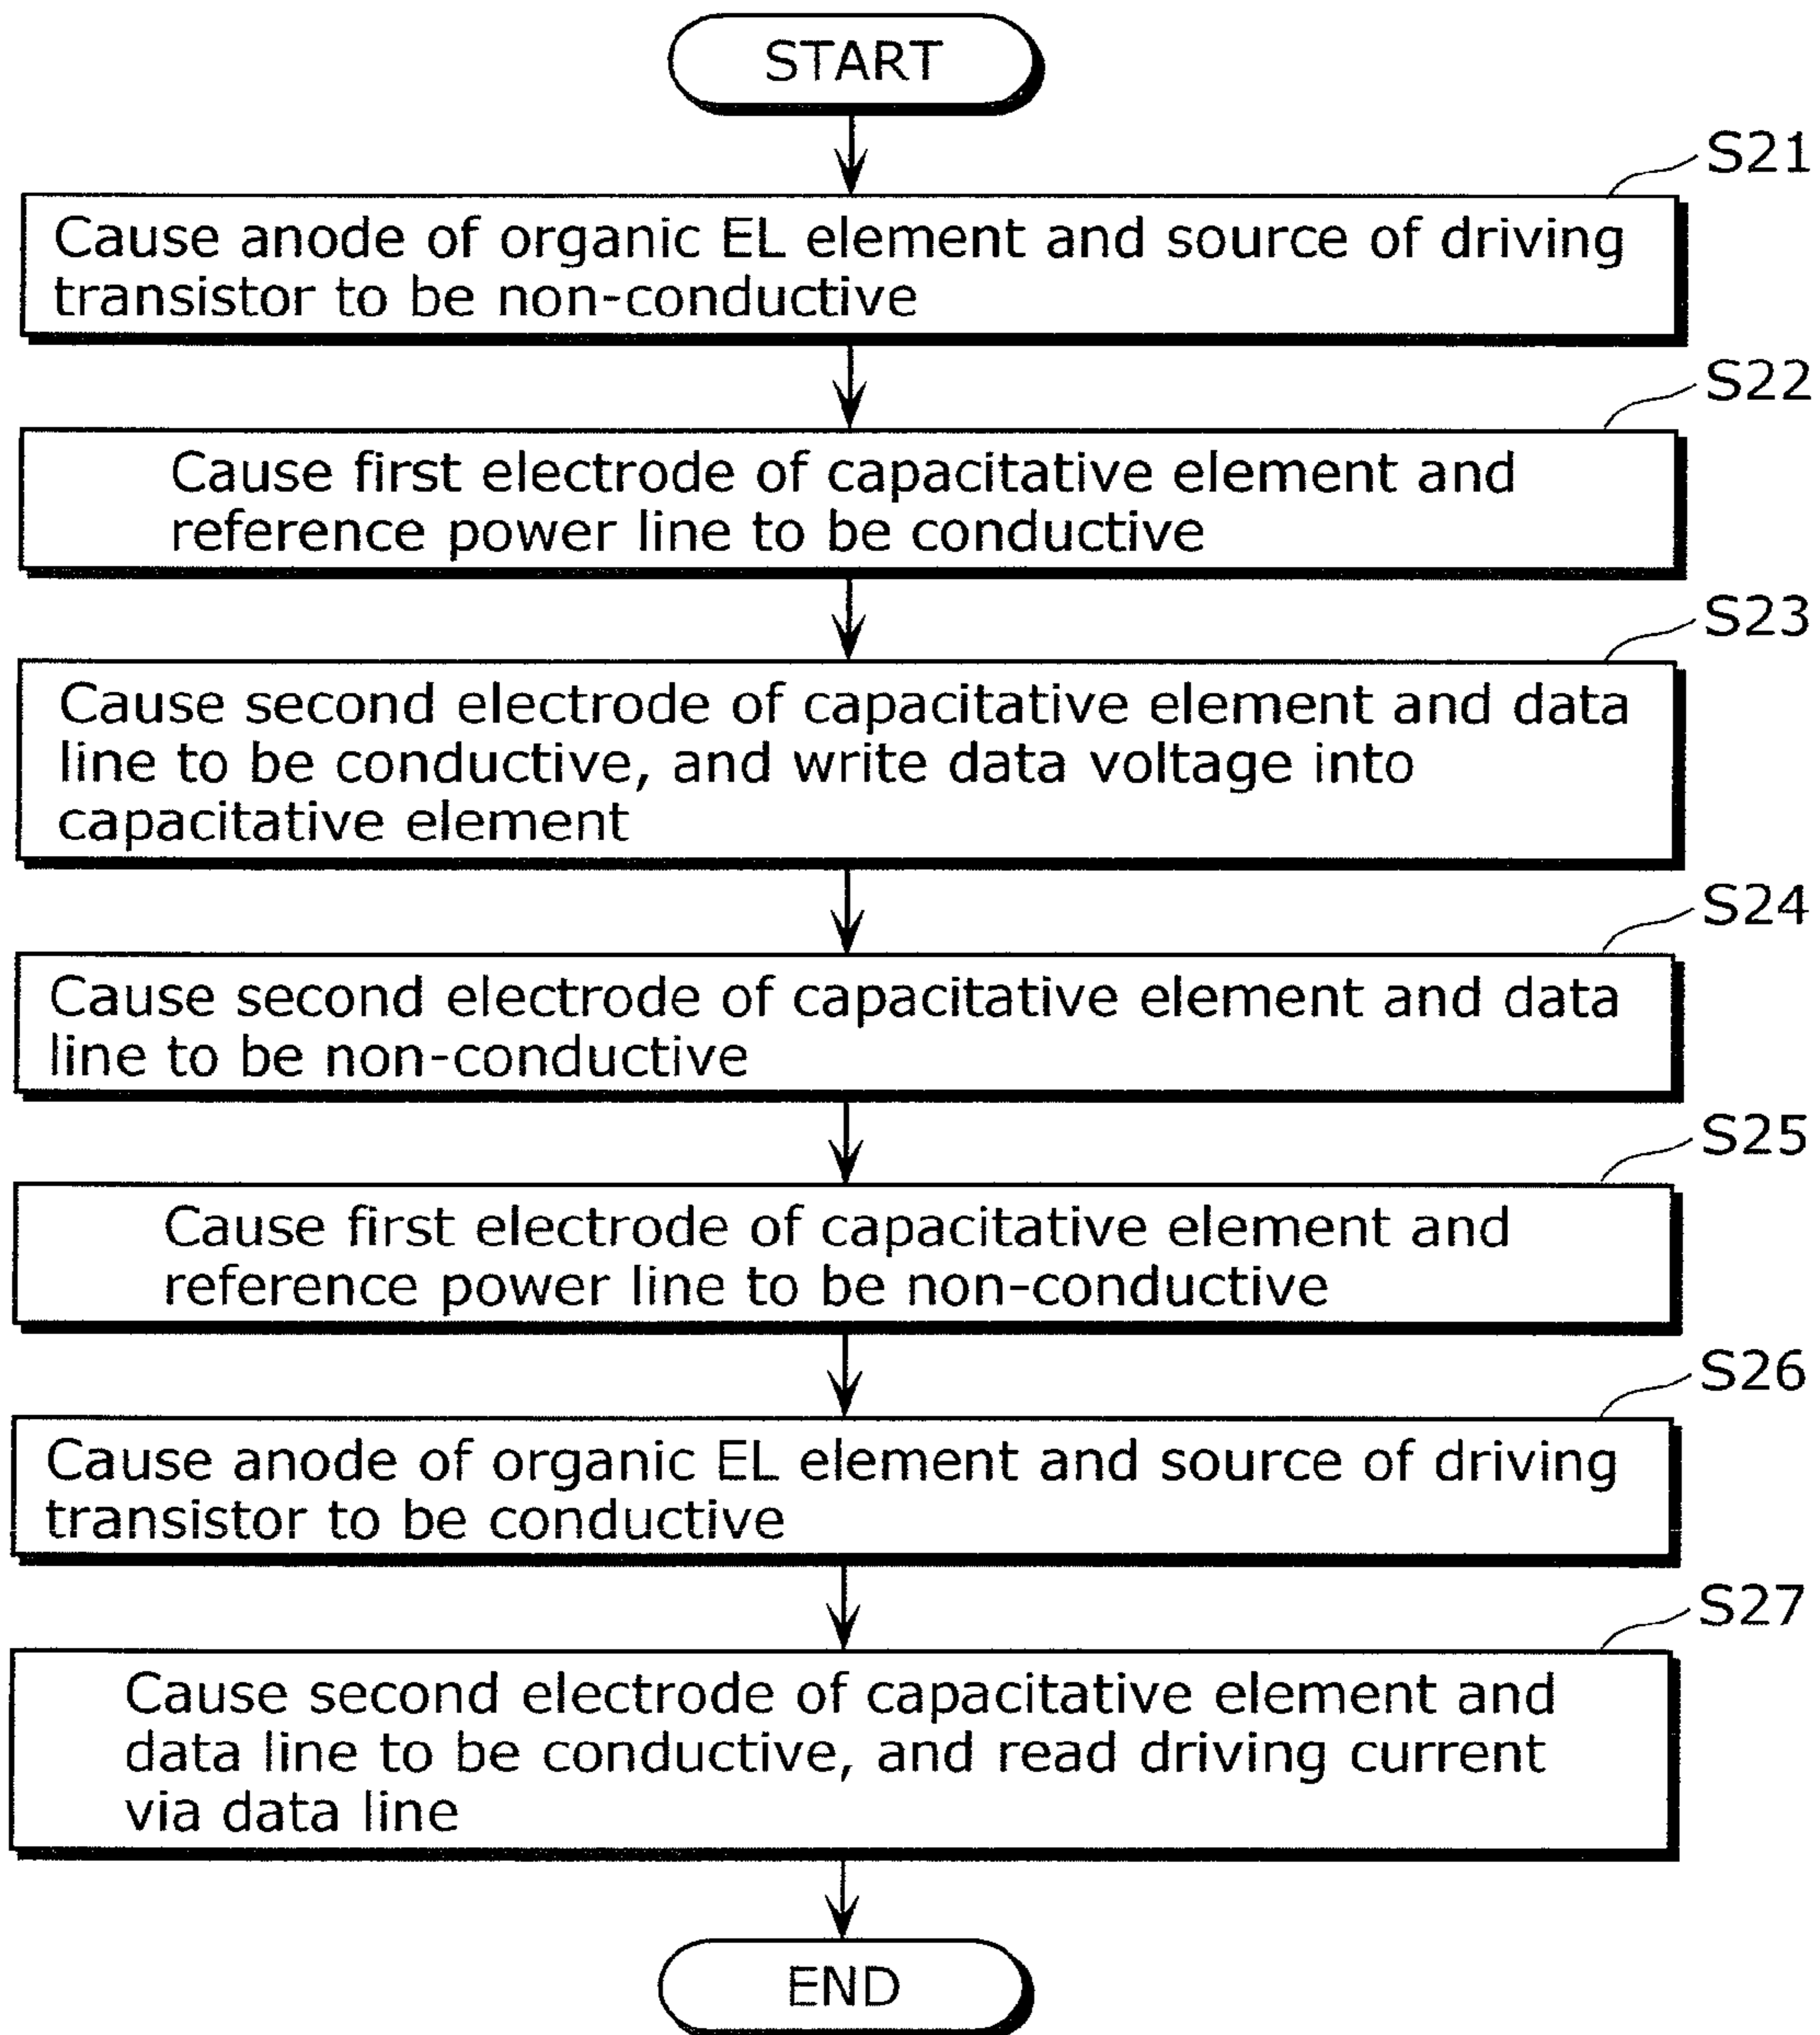 START
S21
Cause anode of organic EL element and source of driving
transistor to be non-conductive
S22
Cause first electrode of capacitative element and
reference power line to be conductive
S23
Cause second electrode of capacitative element and data
line to be conductive, and write data voltage into
capacitative element
S24
Cause second electrode of capacitative element and data
line to be non-conductive
S25
Cause first electrode of capacitative element and
reference power line to be non-conductive
S26
Cause anode of organic EL element and source of driving
transistor to be conductive
S27
Cause second electrode of capacitative element and
data line to be conductive, and read driving current
via data line
END